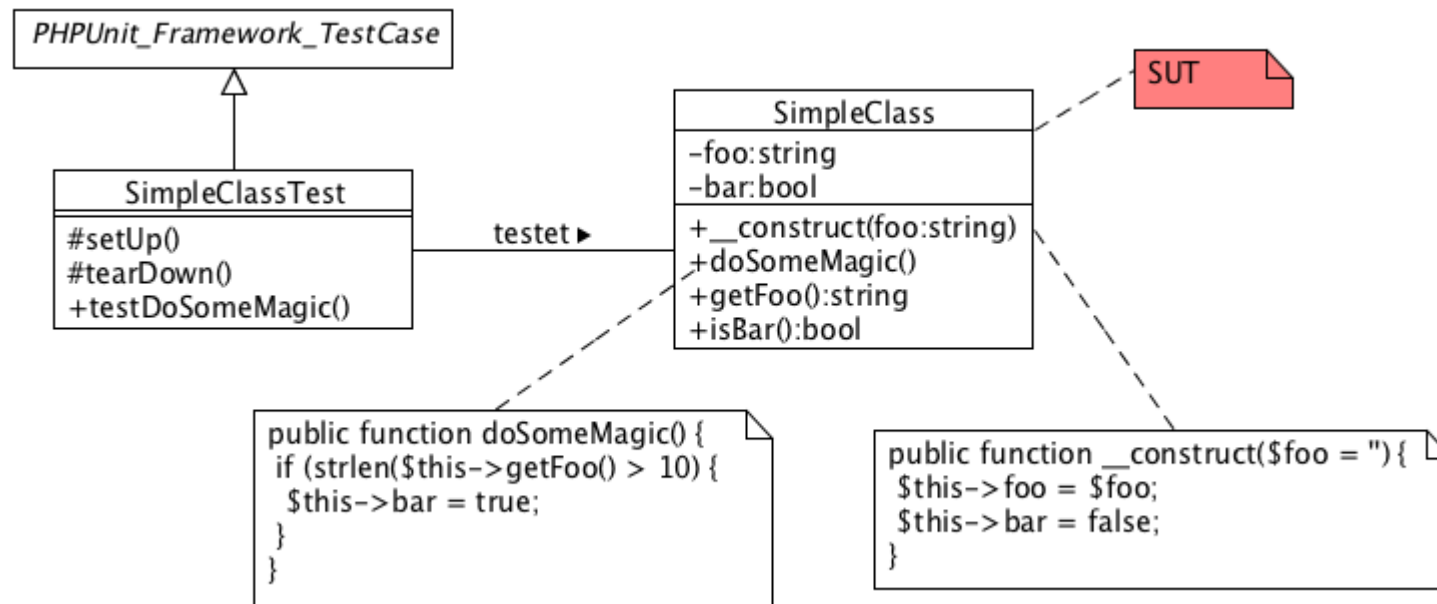 PHPUnit_Framework_TestCase
SUT
SimpleClass
-foo:string
-bar:bool
+__construct(foo:string)
+doSomeMagic()
+getFoo():string
+isBar():bool
SimpleClassTest
#setUp()
#tearDown()
+testDoSomeMagic()
testet ▶
public function doSomeMagic() {
if (strlen($this->getFoo() > 10) {
$this->bar = true;
}
}
public function __construct($foo = '') {
$this->foo = $foo;
$this->bar = false;
}